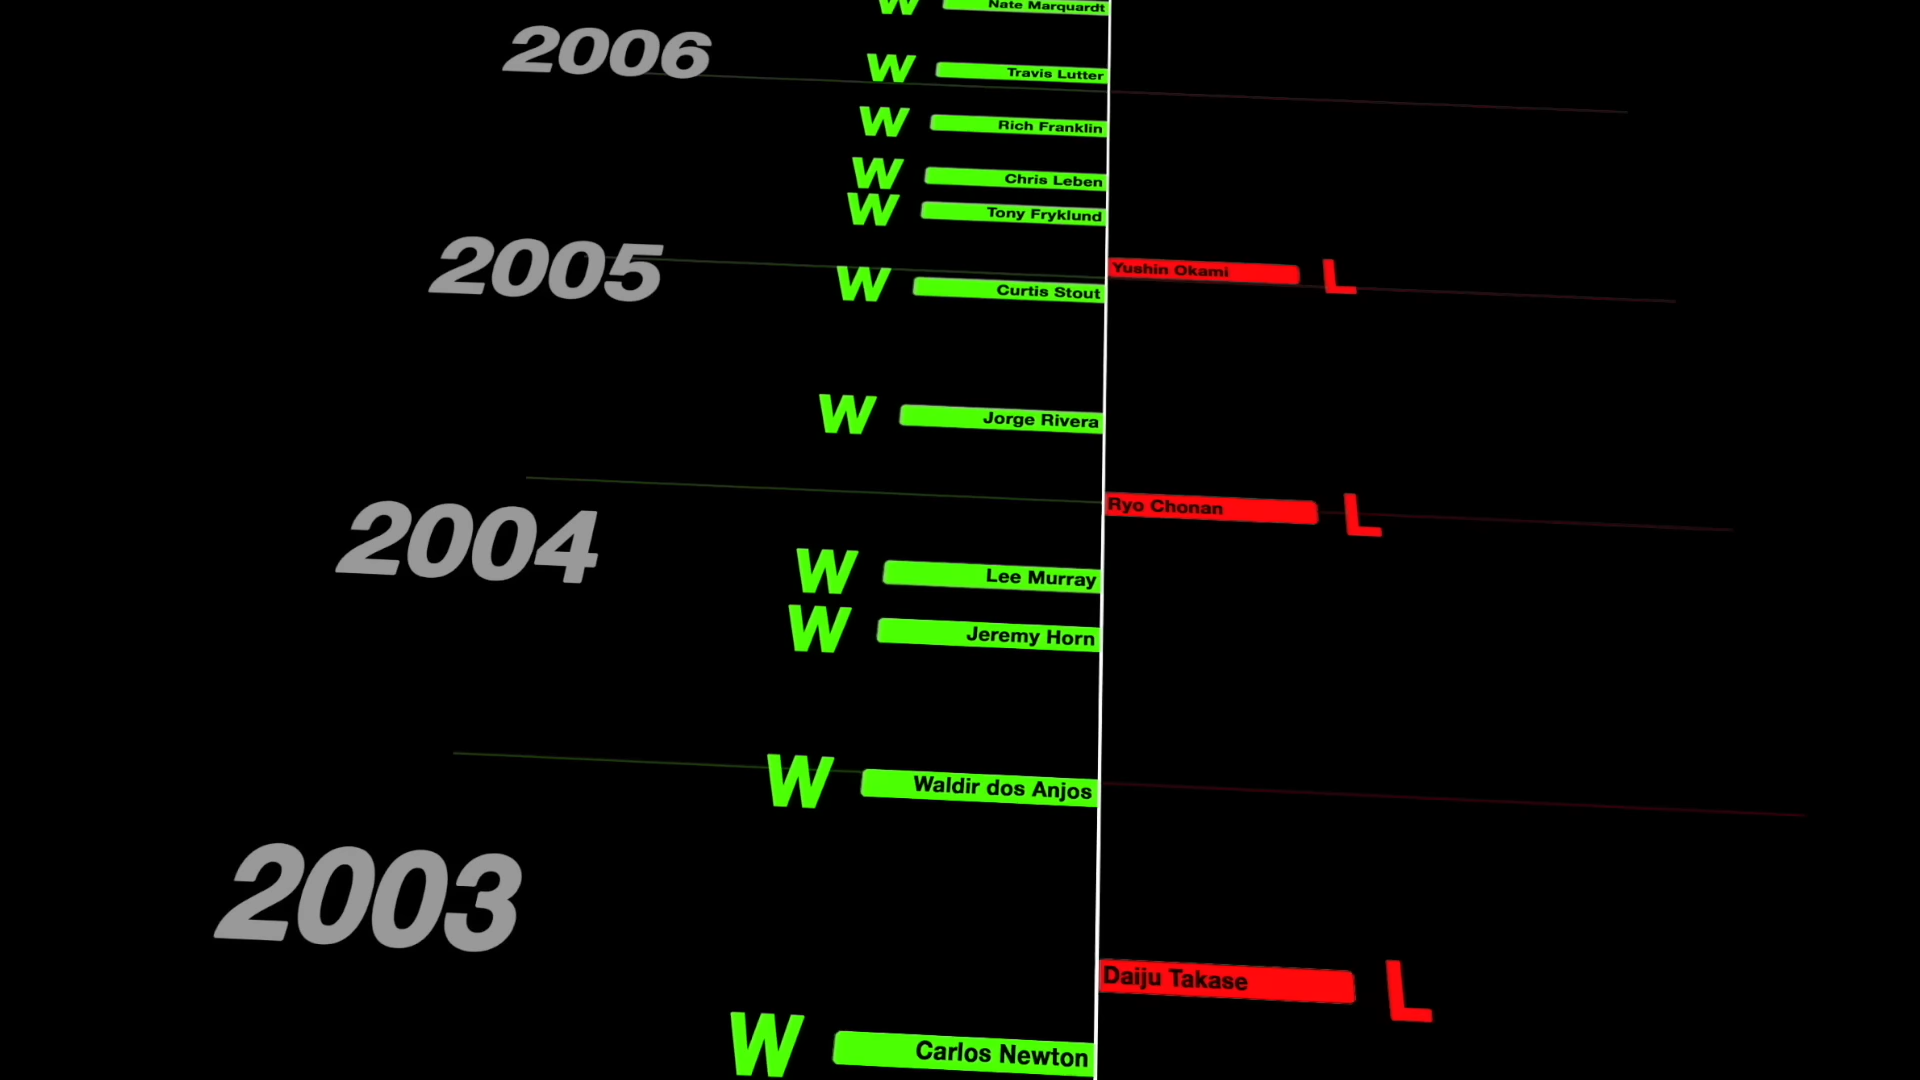 W Nate Marquardt
2006
W Travis Lutter
W Rich Franklin
W Chris Leben
W Tony Fryklund
2005
Yushin Okami L
W Curtis Stout
W Jorge Rivera
Ryo Chonan L
2004
W Lee Murray
W Jeremy Horn
W Waldir dos Anjos
2003
Daiju Takase L
W Carlos Newton